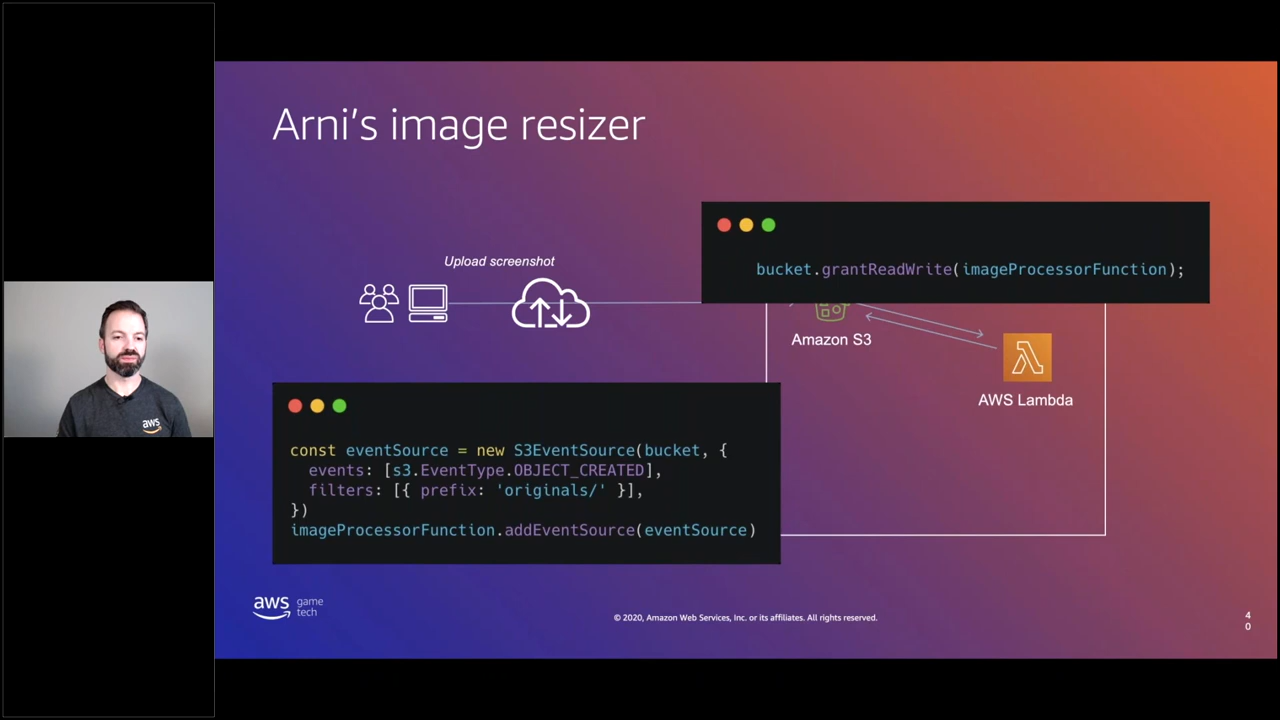 Arni's image resizer
Upload screenshot
bucket.grantReadWrite(imageProcessorFunction);
Amazon S3
AWS Lambda
const eventSource = new S3EventSource(bucket, {
  events: [s3.EventType.OBJECT_CREATED],
  filters: [{ prefix: 'originals/' }],
})
imageProcessorFunction.addEventSource(eventSource)
aws
aws
game
tech
© 2020, Amazon Web Services, Inc. or its affiliates. All rights reserved.
4
0